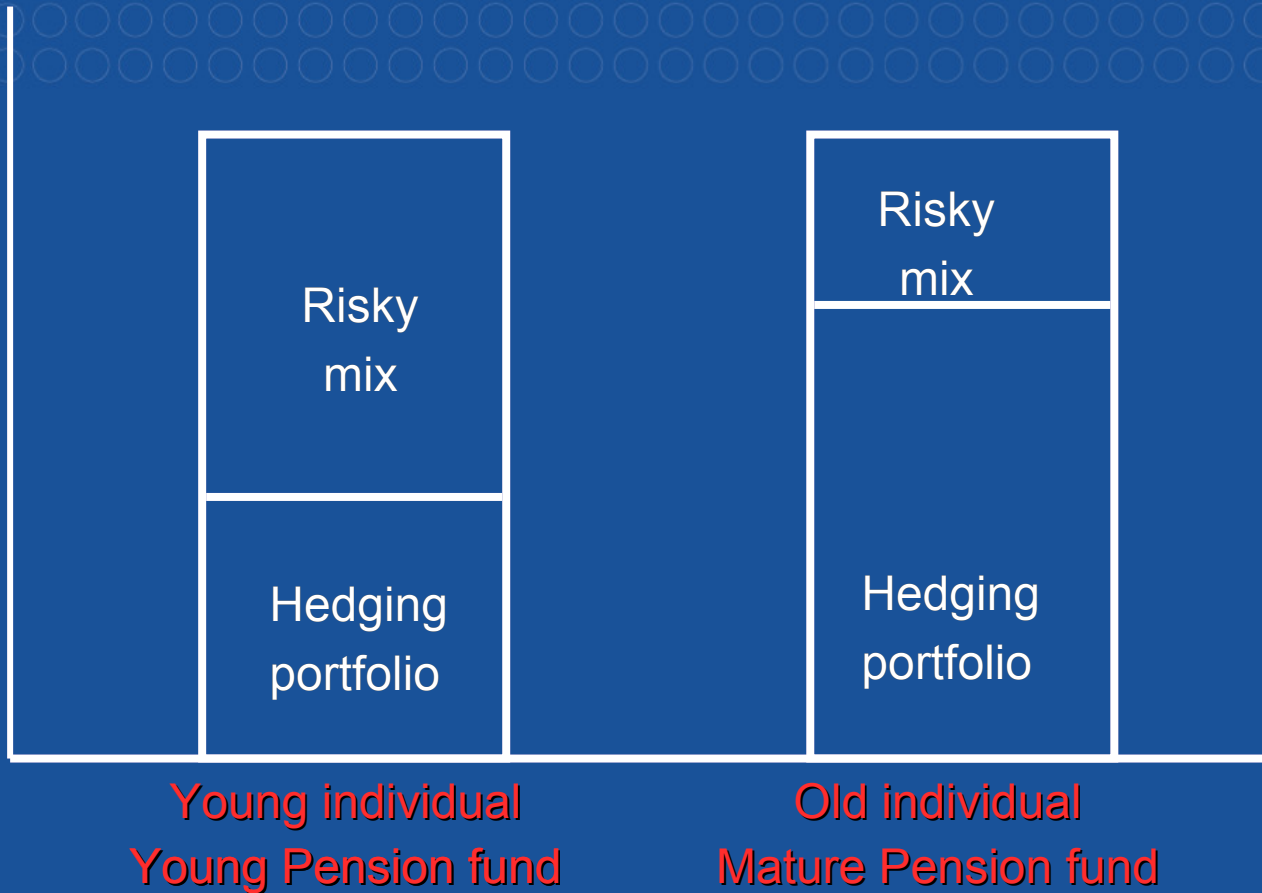 Risky
mix
Hedging
portfolio
Risky
mix
Hedging
portfolio
Young individual
Young Pension fund
Old individual
Mature Pension fund